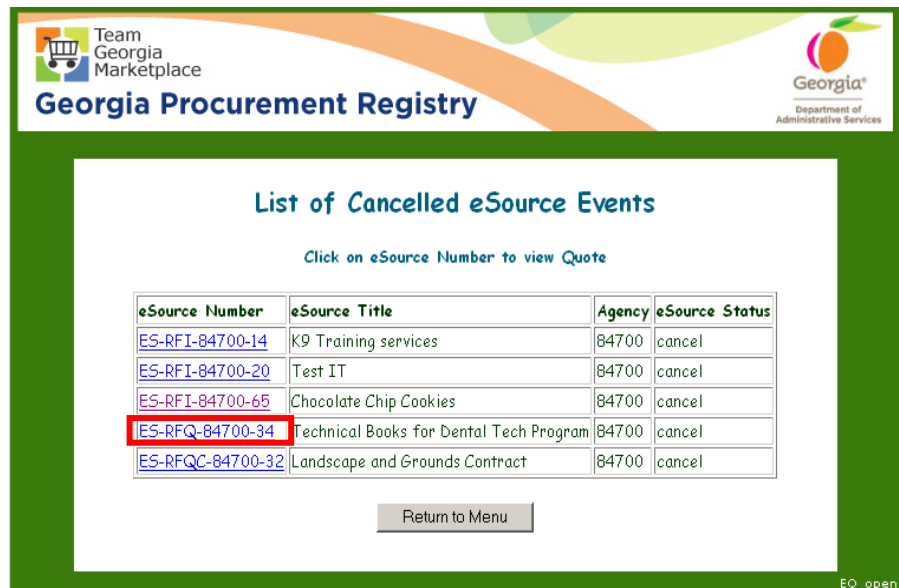 Team
Georgia
Marketplace
Georgia Procurement Registry
Georgia®
Department of
Administrative Services
List of Cancelled eSource Events
Click on eSource Number to view Quote
eSource Number eSource Title Agency eSource Status
ES-RFI-84700-14 K9 Training services 84700 cancel
ES-RFI-84700-20 Test IT 84700 cancel
ES-RFI-84700-65 Chocolate Chip Cookies 84700 cancel
ES-RFQ-84700-34 Technical Books for Dental Tech Program 84700 cancel
ES-RFQC-84700-32 Landscape and Grounds Contract 84700 cancel
Return to Menu
EO_open